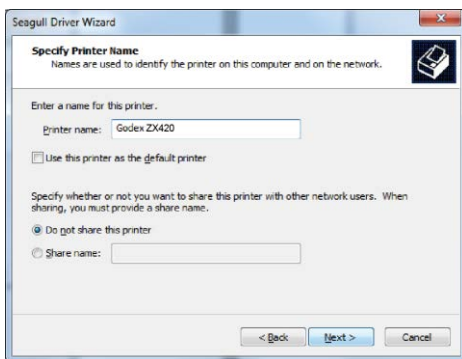 Seagull Driver Wizard
Specify Printer Name
Names are used to identify the printer on this computer and on the network.
Enter a name for this printer.
Printer name: Godex ZX420
Use this printer as the default printer
Specify whether or not you want to share this printer with other network users. When
sharing, you must provide a share name.
Do not share this printer
Share name:
< Back Next > Cancel